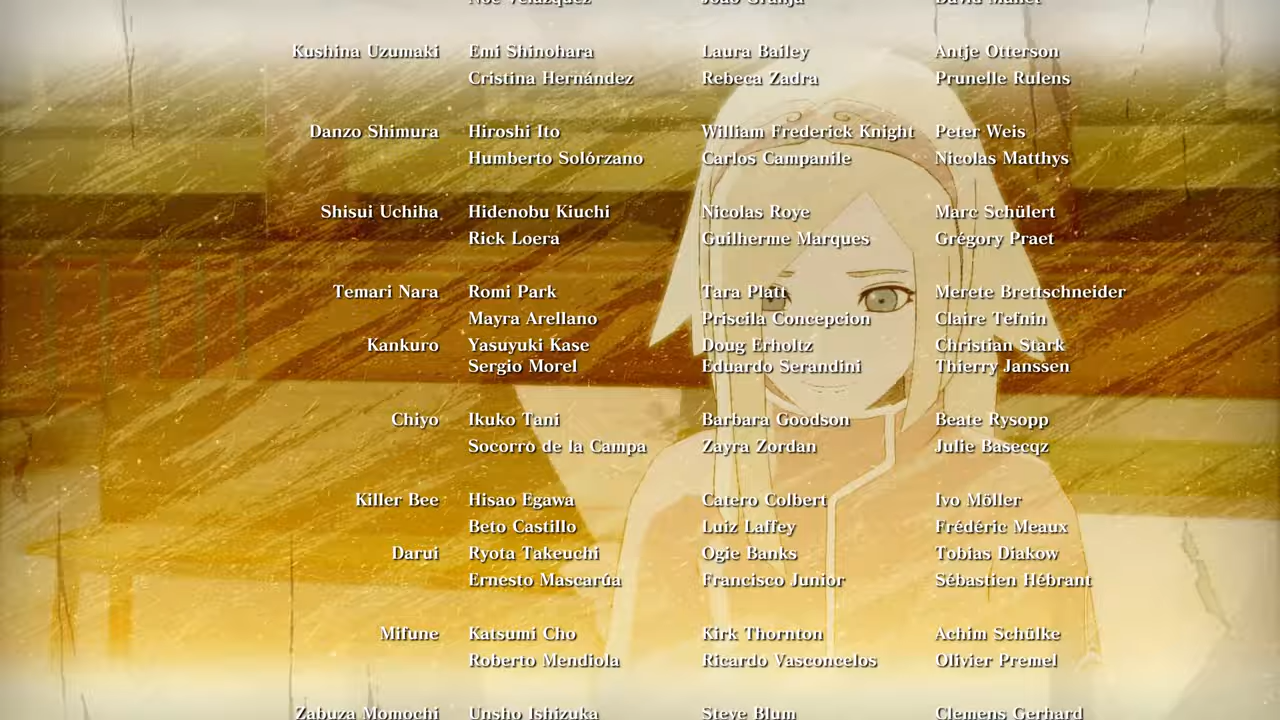 Noé Velázquez João Granja David Manet
Kushina Uzumaki Emi Shinohara Laura Bailey Antje Otterson
Cristina Hernández Rebeca Zadra Prunelle Rulens
Danzo Shimura Hiroshi Ito William Frederick Knight Peter Weis
Humberto Solórzano Carlos Campanile Nicolas Matthys
Shisui Uchiha Hidenobu Kiuchi Nicolas Roye Marc Schülert
Rick Loera Guilherme Marques Grégory Praet
Temari Nara Romi Park Tara Platt Merete Brettschneider
Mayra Arellano Priscila Concepcion Claire Tefnin
Kankuro Yasuyuki Kase Doug Erholtz Christian Stark
Sergio Morel Eduardo Serandini Thierry Janssen
Chiyo Ikuko Tani Barbara Goodson Beate Rysopp
Socorro de la Campa Zayra Zordan Julie Basecqz
Killer Bee Hisao Egawa Catero Colbert Ivo Möller
Beto Castillo Luiz Laffey Frédéric Meaux
Darui Ryota Takeuchi Ogie Banks Tobias Diakow
Ernesto Mascarúa Francisco Junior Sébastien Hébrant
Mifune Katsumi Cho Kirk Thornton Achim Schülke
Roberto Mendiola Ricardo Vasconcelos Olivier Premel
Zabuza Momochi Unsho Ishizuka Steve Blum Clemens Gerhard